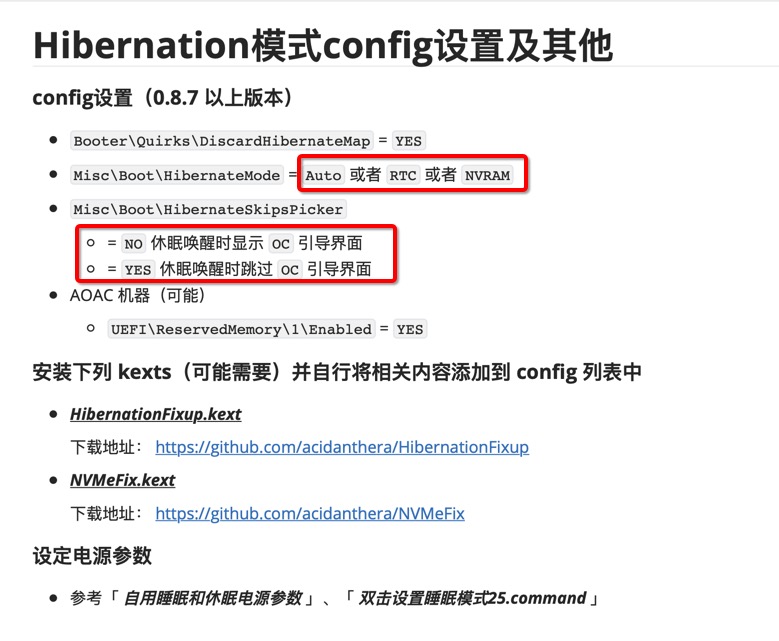 Hibernation模式config设置及其他
config设置（0.8.7 以上版本）
Booter\Quirks\DiscardHibernateMap = YES
Misc\Boot\HibernateMode = Auto 或者 RTC 或者 NVRAM
Misc\Boot\HibernateSkipsPicker
= NO 休眠唤醒时显示 OC 引导界面
= YES 休眠唤醒时跳过 OC 引导界面
AOAC 机器（可能）
UEFI\ReservedMemory\1\Enabled = YES
安装下列 kexts（可能需要）并自行将相关内容添加到 config 列表中
HibernationFixup.kext
下载地址： https://github.com/acidanthera/HibernationFixup
NVMeFix.kext
下载地址： https://github.com/acidanthera/NVMeFix
设定电源参数
参考「 自用睡眠和休眠电源参数 」、「 双击设置睡眠模式25.command 」